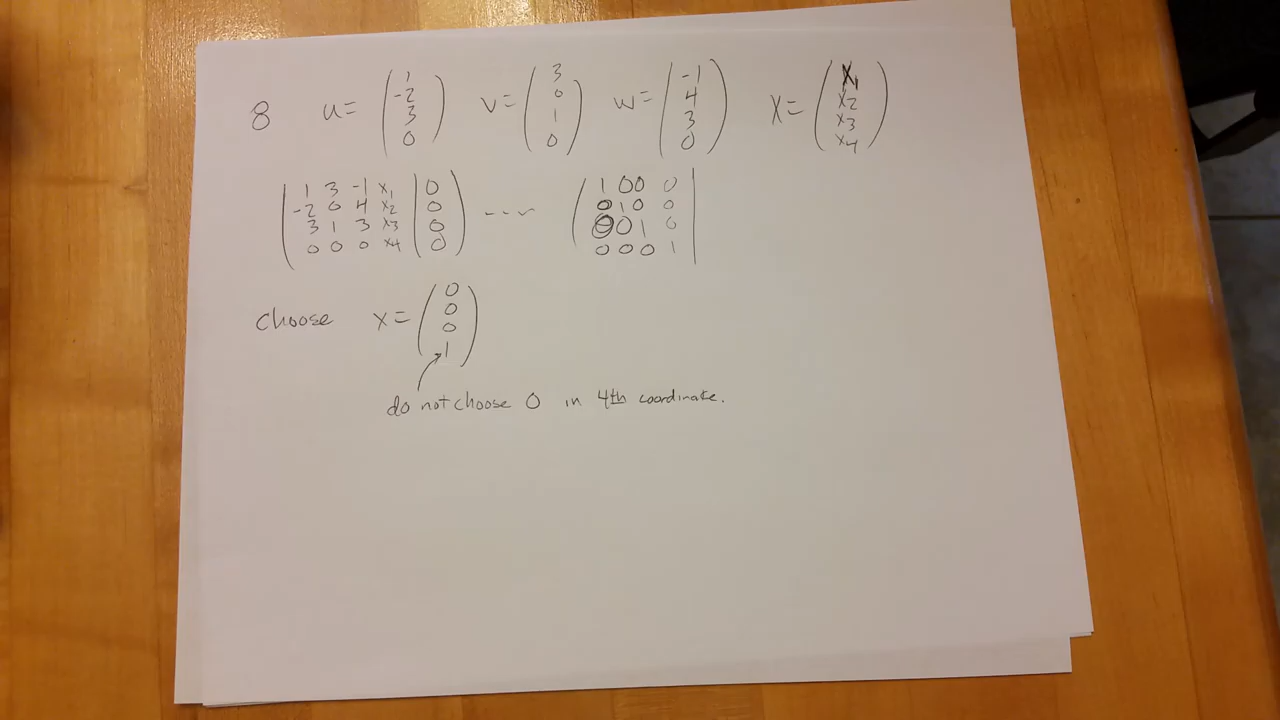 8 u= (1 -2 3 0) v= (3 0 1 0) w= (-1 4 3 0) X= (x1 x2 x3 x4)
1 3 -1 x1 | 0 1 0 0 0
-2 0 4 x2 | 0 0 1 0 0
3 1 3 x3 | 0 --- 0 0 1 0
0 0 0 x4 | 0 0 0 0 1
choose x= (0 0 0 1)
do not choose 0 in 4th coordinate.